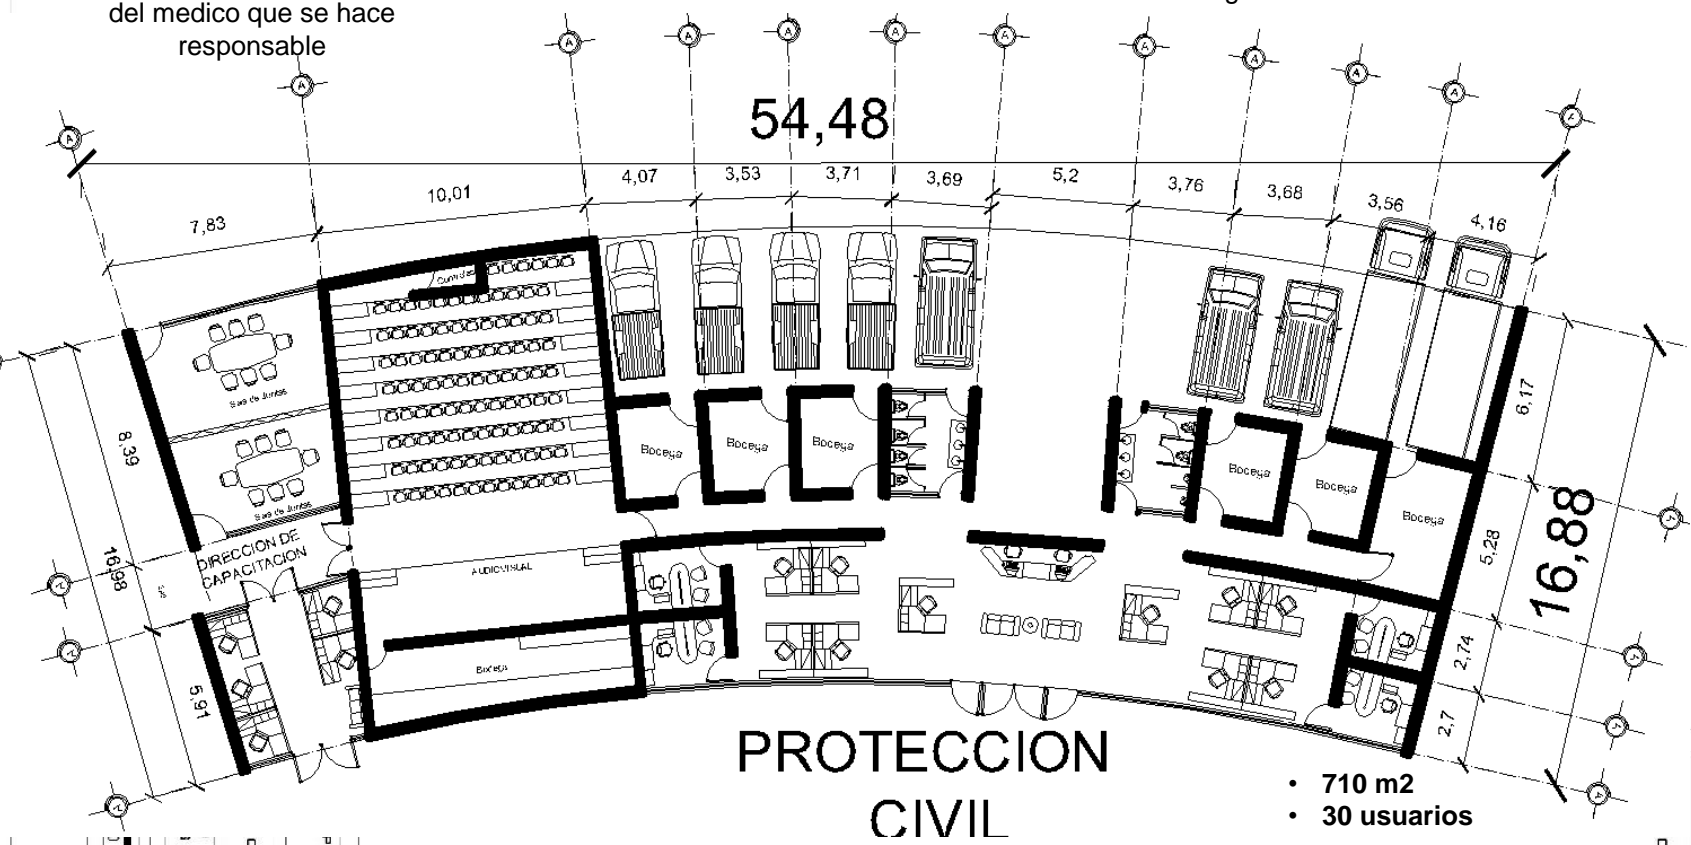 del medico que se hace
responsable
54,48
7,83
10,01
4,07
3,53
3,71
3,69
5,2
3,76
3,68
3,56
4,16
Sala de Juntas
Sala de Juntas
DIRECCION DE
CAPACITACION
AUDIOVISUAL
Bodega
Bodega
Bodega
Bodega
Bodega
Bodega
Bodega
8,39
16,98
5,91
6,17
5,28
16,88
2,74
2,7
PROTECCION
CIVIL
• 710 m2
• 30 usuarios